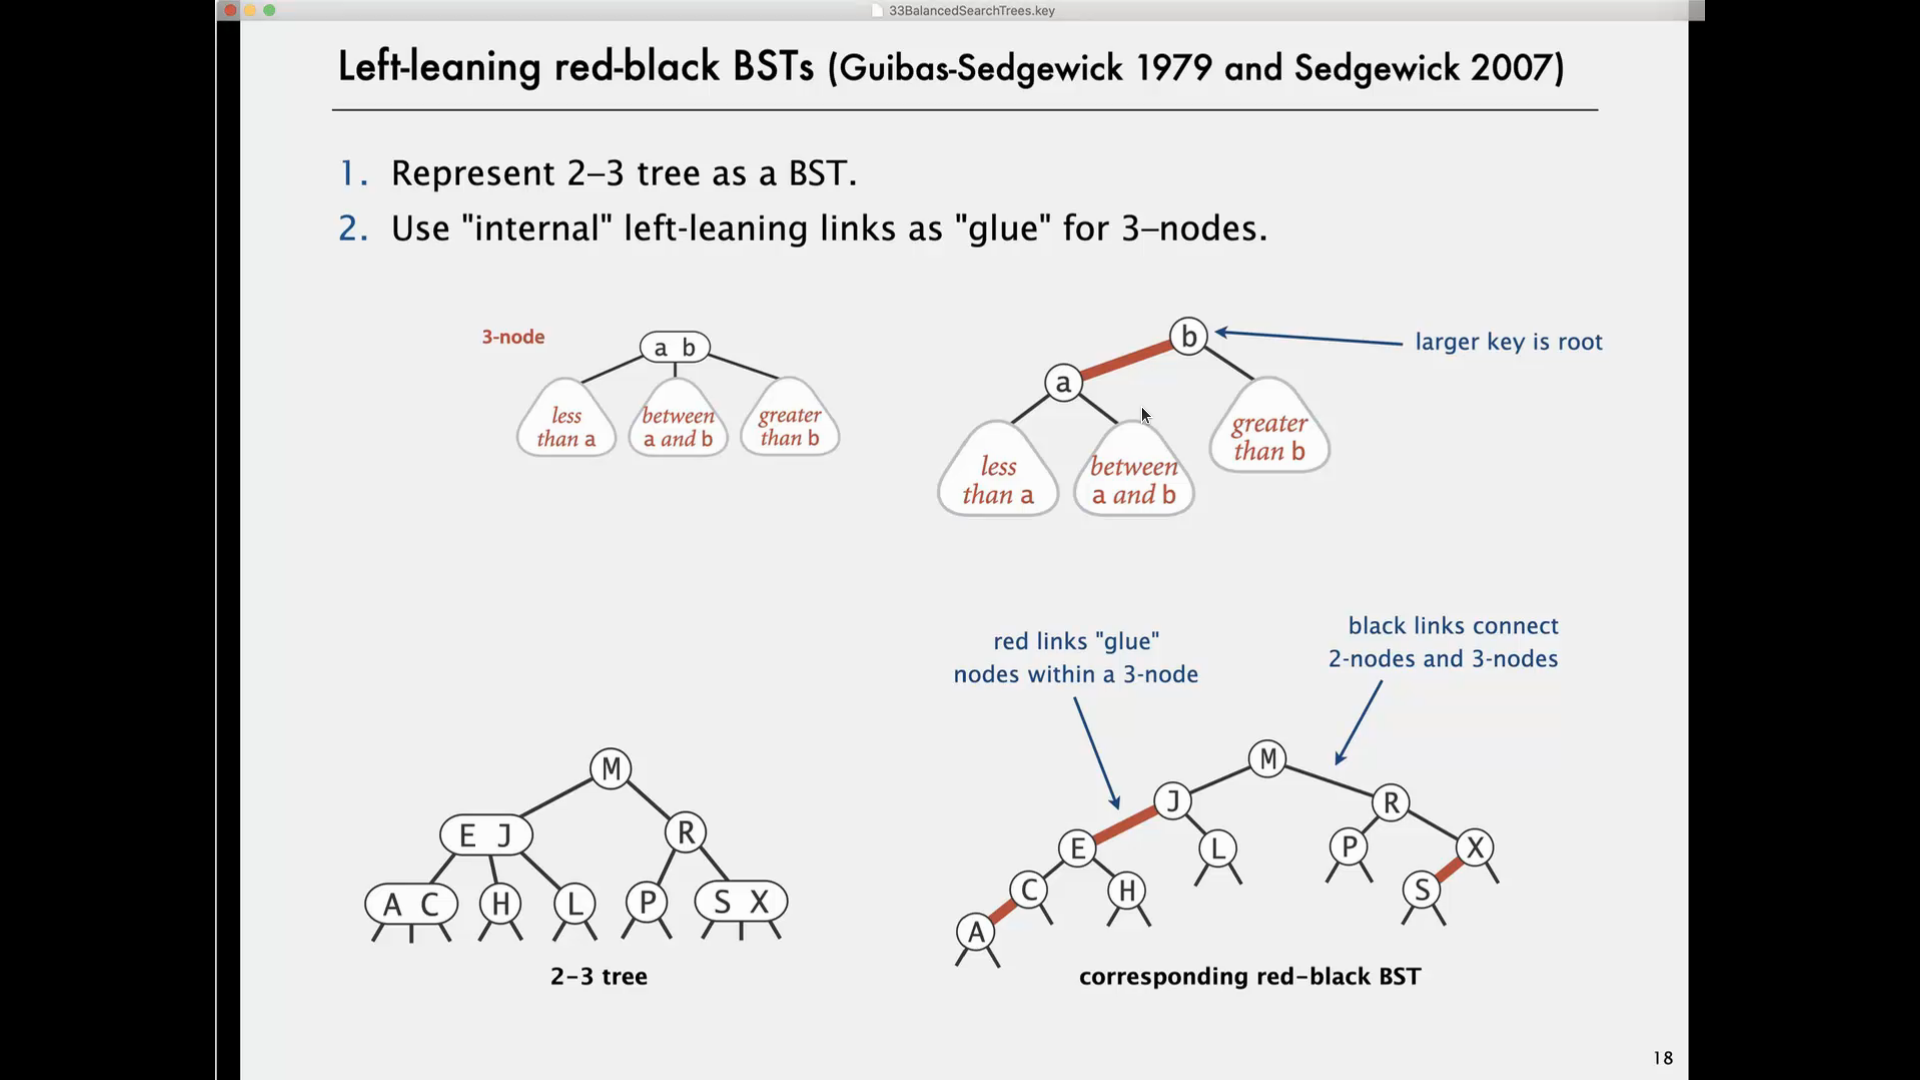 33BalancedSearchTrees.key
Left-leaning red-black BSTs (Guibas-Sedgewick 1979 and Sedgewick 2007)
1. Represent 2–3 tree as a BST.
2. Use "internal" left-leaning links as "glue" for 3–nodes.
3-node
a b
less
than a
between
a and b
greater
than b
b
larger key is root
a
less
than a
between
a and b
greater
than b
red links "glue"
nodes within a 3-node
black links connect
2-nodes and 3-nodes
M
E J
R
A C
H
L
P
S X
2–3 tree
M
J
R
E
L
P
X
C
H
S
A
corresponding red–black BST
18